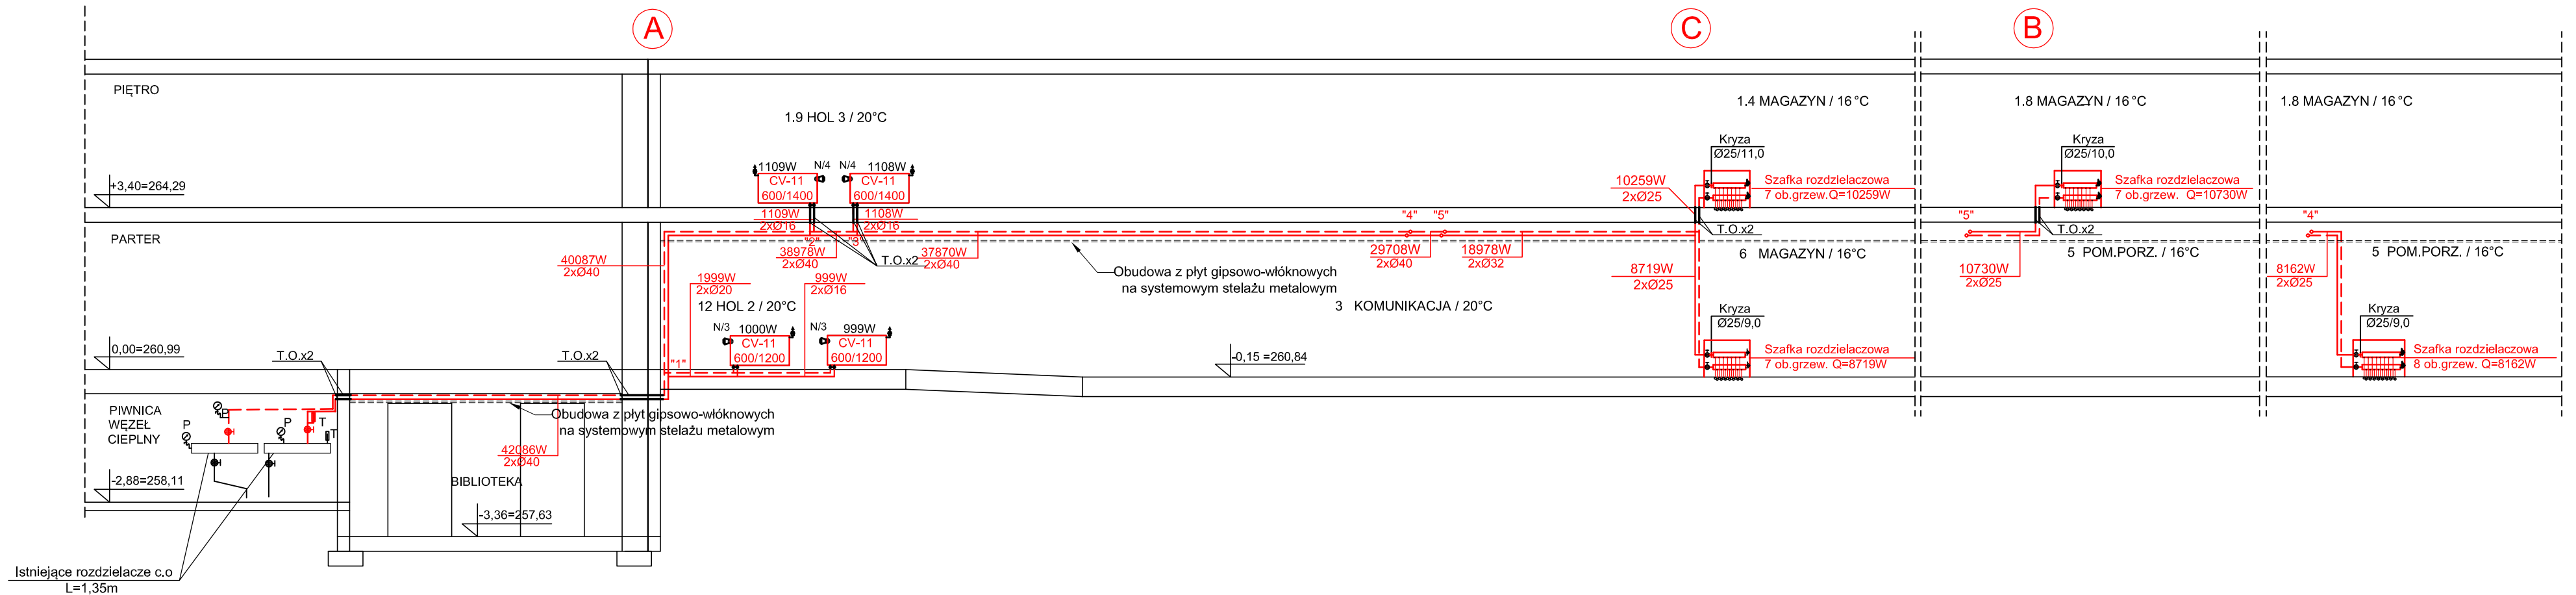 A
C
B
PIĘTRO
1.9 HOL 3 / 20°C
1.4 MAGAZYN / 16°C
1.8 MAGAZYN / 16°C
1.8 MAGAZYN / 16°C
Kryza
Ø25/11,0
Kryza
Ø25/10,0
1109W
N/4
N/4
1108W
CV-11
600/1400
CV-11
600/1400
+3,40=264,29
10259W
2xØ25
Szafka rozdzielaczowa
7 ob.grzew.Q=10259W
Szafka rozdzielaczowa
7 ob.grzew. Q=10730W
1109W
2xØ16
1108W
2xØ16
"4"
"5"
"5"
"4"
T.O.x2
T.O.x2
PARTER
"2"
"3"
38978W
2xØ40
T.O.x2
37870W
2xØ40
29708W
2xØ40
18978W
2xØ32
40087W
2xØ40
6 MAGAZYN / 16°C
5 POM.PORZ. / 16°C
5 POM.PORZ. / 16°C
Obudowa z płyt gipsowo-włóknowych
na systemowym stelażu metalowym
8719W
2xØ25
10730W
2xØ25
8162W
2xØ25
1999W
2xØ20
999W
2xØ16
12 HOL 2 / 20°C
3 KOMUNIKACJA / 20°C
Kryza
Ø25/9,0
Kryza
Ø25/9,0
N/3
1000W
N/3
999W
CV-11
600/1200
CV-11
600/1200
0,00=260,99
T.O.x2
T.O.x2
"1"
-0,15 =260,84
Szafka rozdzielaczowa
7 ob.grzew. Q=8719W
Szafka rozdzielaczowa
8 ob.grzew. Q=8162W
PIWNICA
WĘZEŁ
CIEPLNY
P
P
P
T
T
Obudowa z płyt gipsowo-włóknowych
na systemowym stelażu metalowym
42086W
2xØ40
-2,88=258,11
BIBLIOTEKA
-3,36=257,63
Istniejące rozdzielacze c.o
L=1,35m